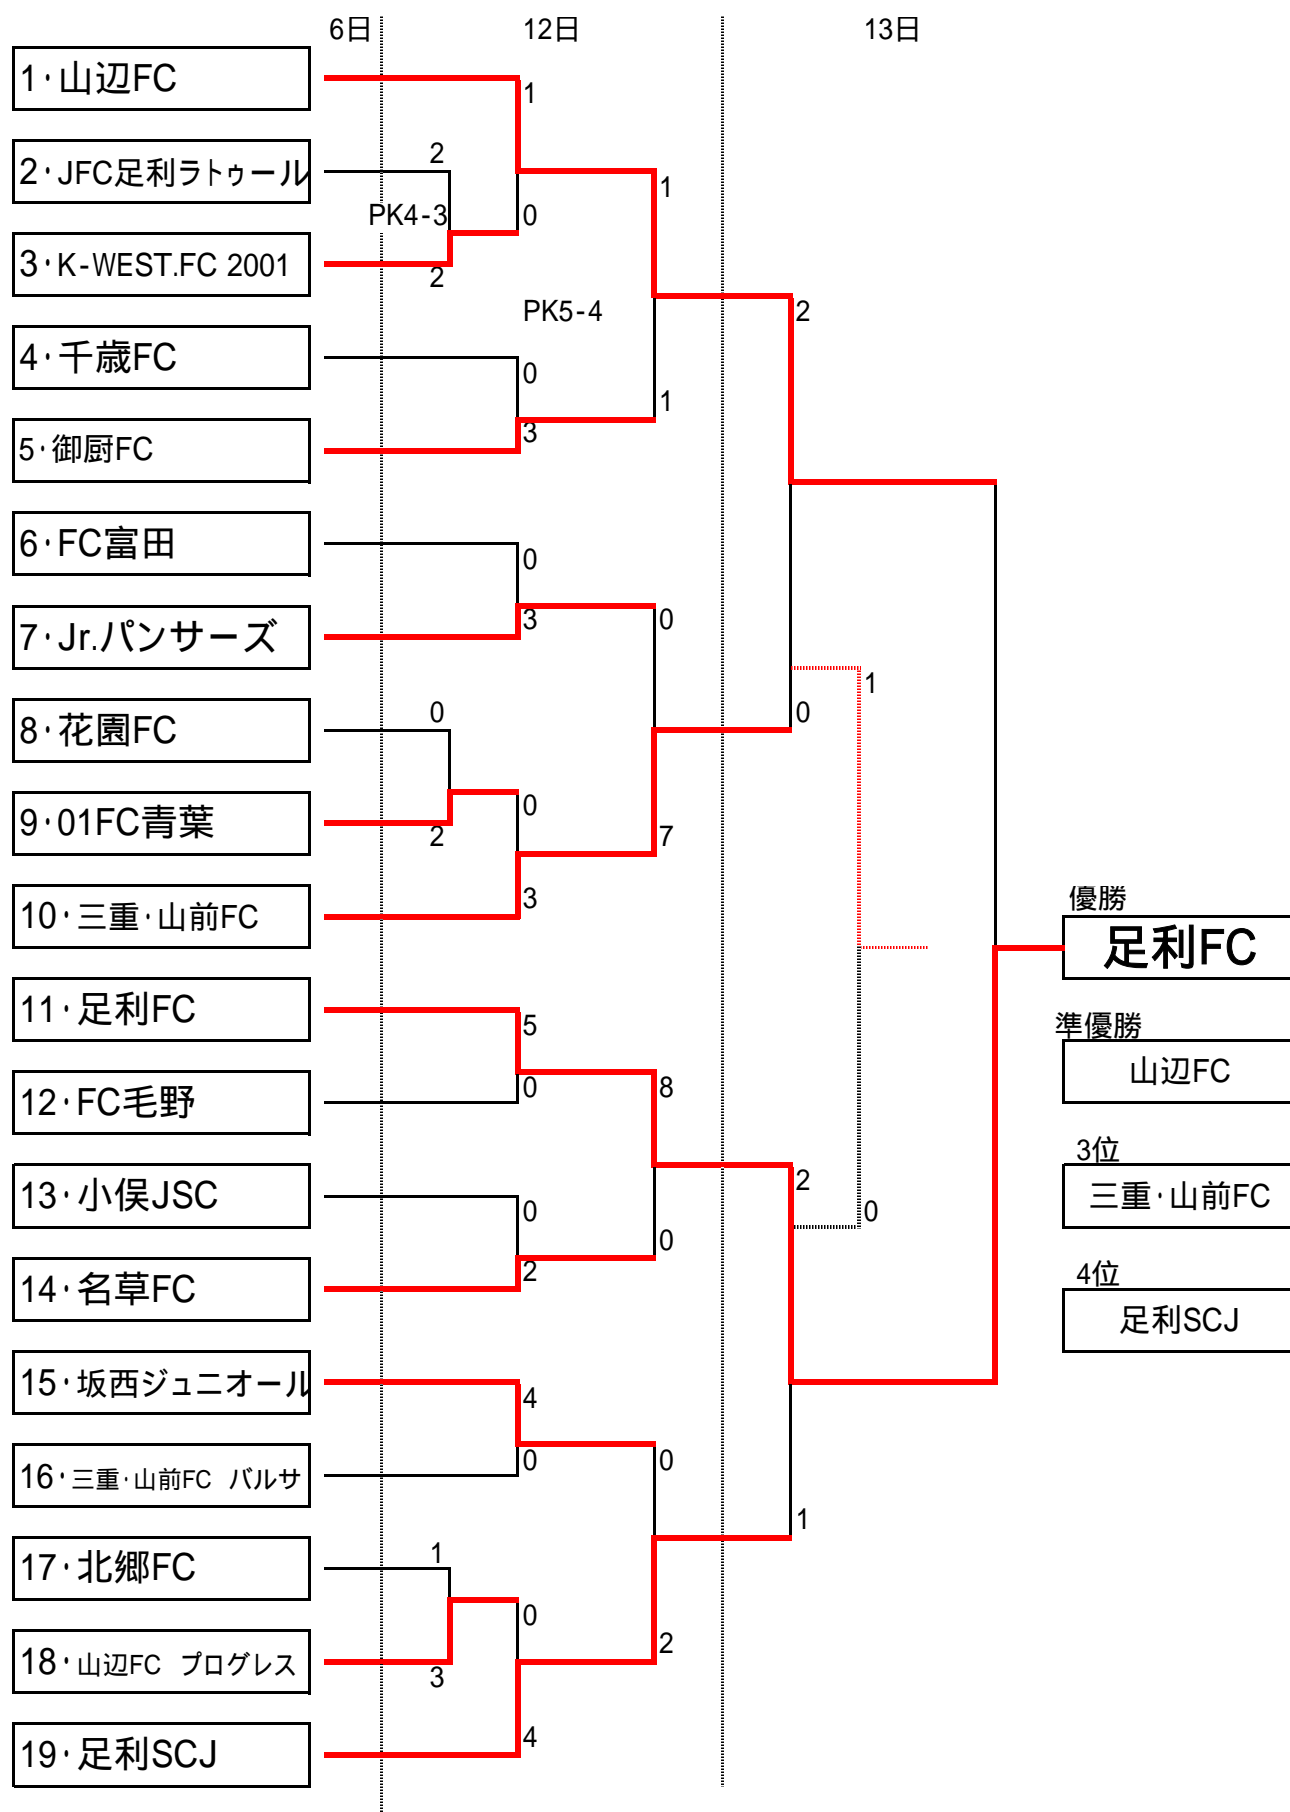 6日 12日 13日
1・山辺FC
1
2・JFC足利ラトゥール
2
1
PK4-3
0
3・K-WEST.FC 2001
2
PK5-4
2
4・千歳FC
0
1
5・御厨FC
3
6・FC富田
0
7・Jr.パンサーズ
3
0
1
8・花園FC
0
0
9・01FC青葉
0
2
7
10・三重・山前FC
3
優勝
足利FC
11・足利FC
5
準優勝
山辺FC
12・FC毛野
0
8
3位
三重・山前FC
13・小俣JSC
0
2
0
14・名草FC
2
0
4位
足利SCJ
15・坂西ジュニオール
4
16・三重・山前FC バルサ
0
0
1
17・北郷FC
1
0
18・山辺FC プログレス
3
2
19・足利SCJ
4